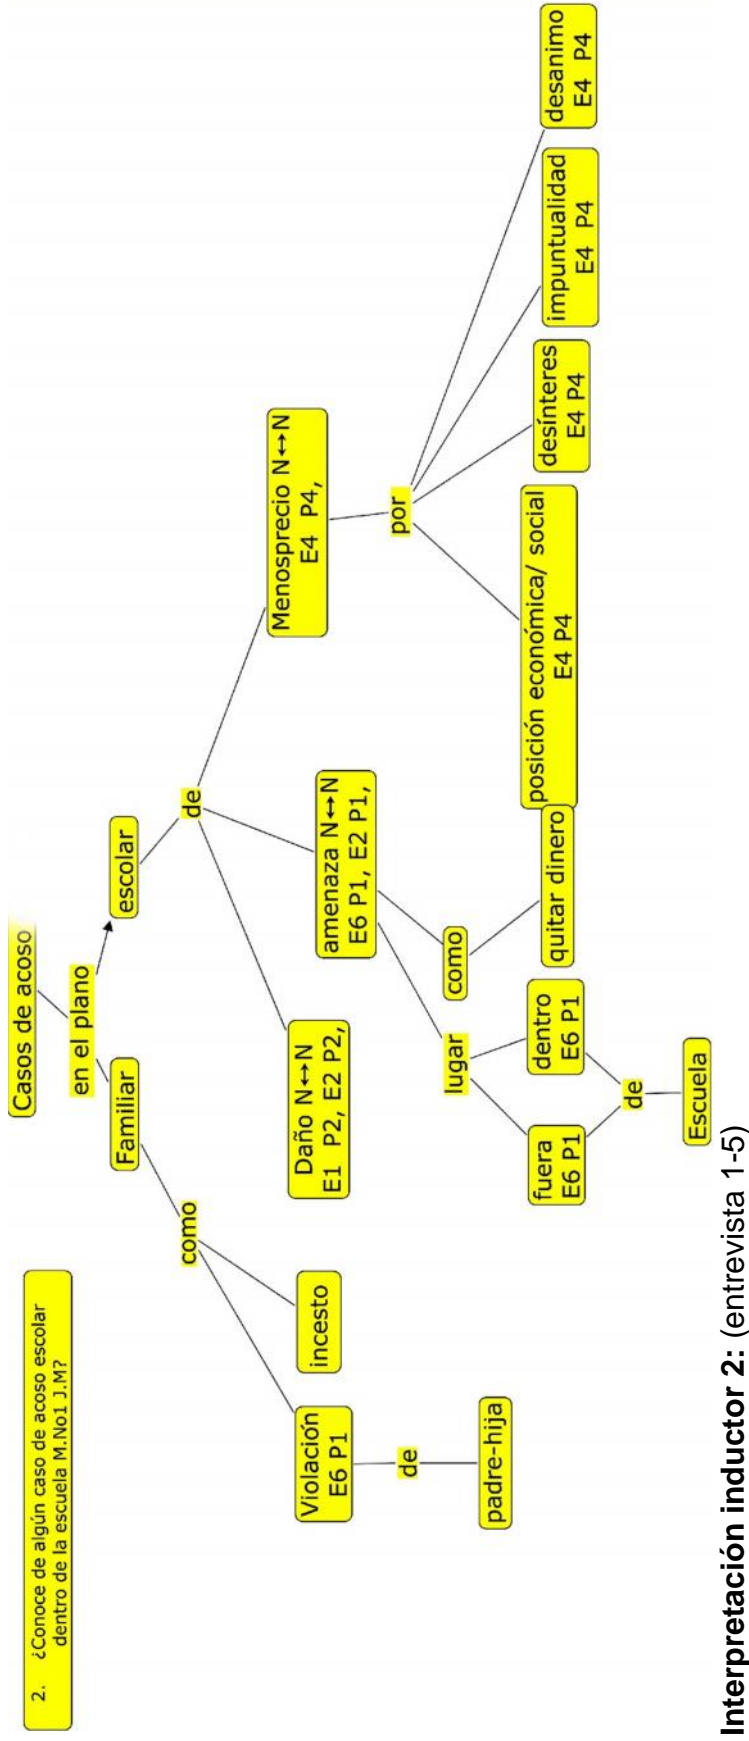 2. ¿Conoce de algún caso de acoso escolar
dentro de la escuela M.No1 J.M?
Casos de acoso
en el plano
Familiar
escolar
como
de
Violación
E6 P1
incesto
Daño N↔N
E1 P2, E2 P2,
amenaza N↔N
E6 P1, E2 P1,
Menosprecio N↔N
E4 P4,
de
padre-hija
lugar
como
por
fuera
E6 P1
dentro
E6 P1
quitar dinero
posición económica/ social
E4 P4
desínteres
E4 P4
impuntualidad
E4 P4
desanimo
E4 P4
de
Escuela
Interpretación inductor 2: (entrevista 1-5)